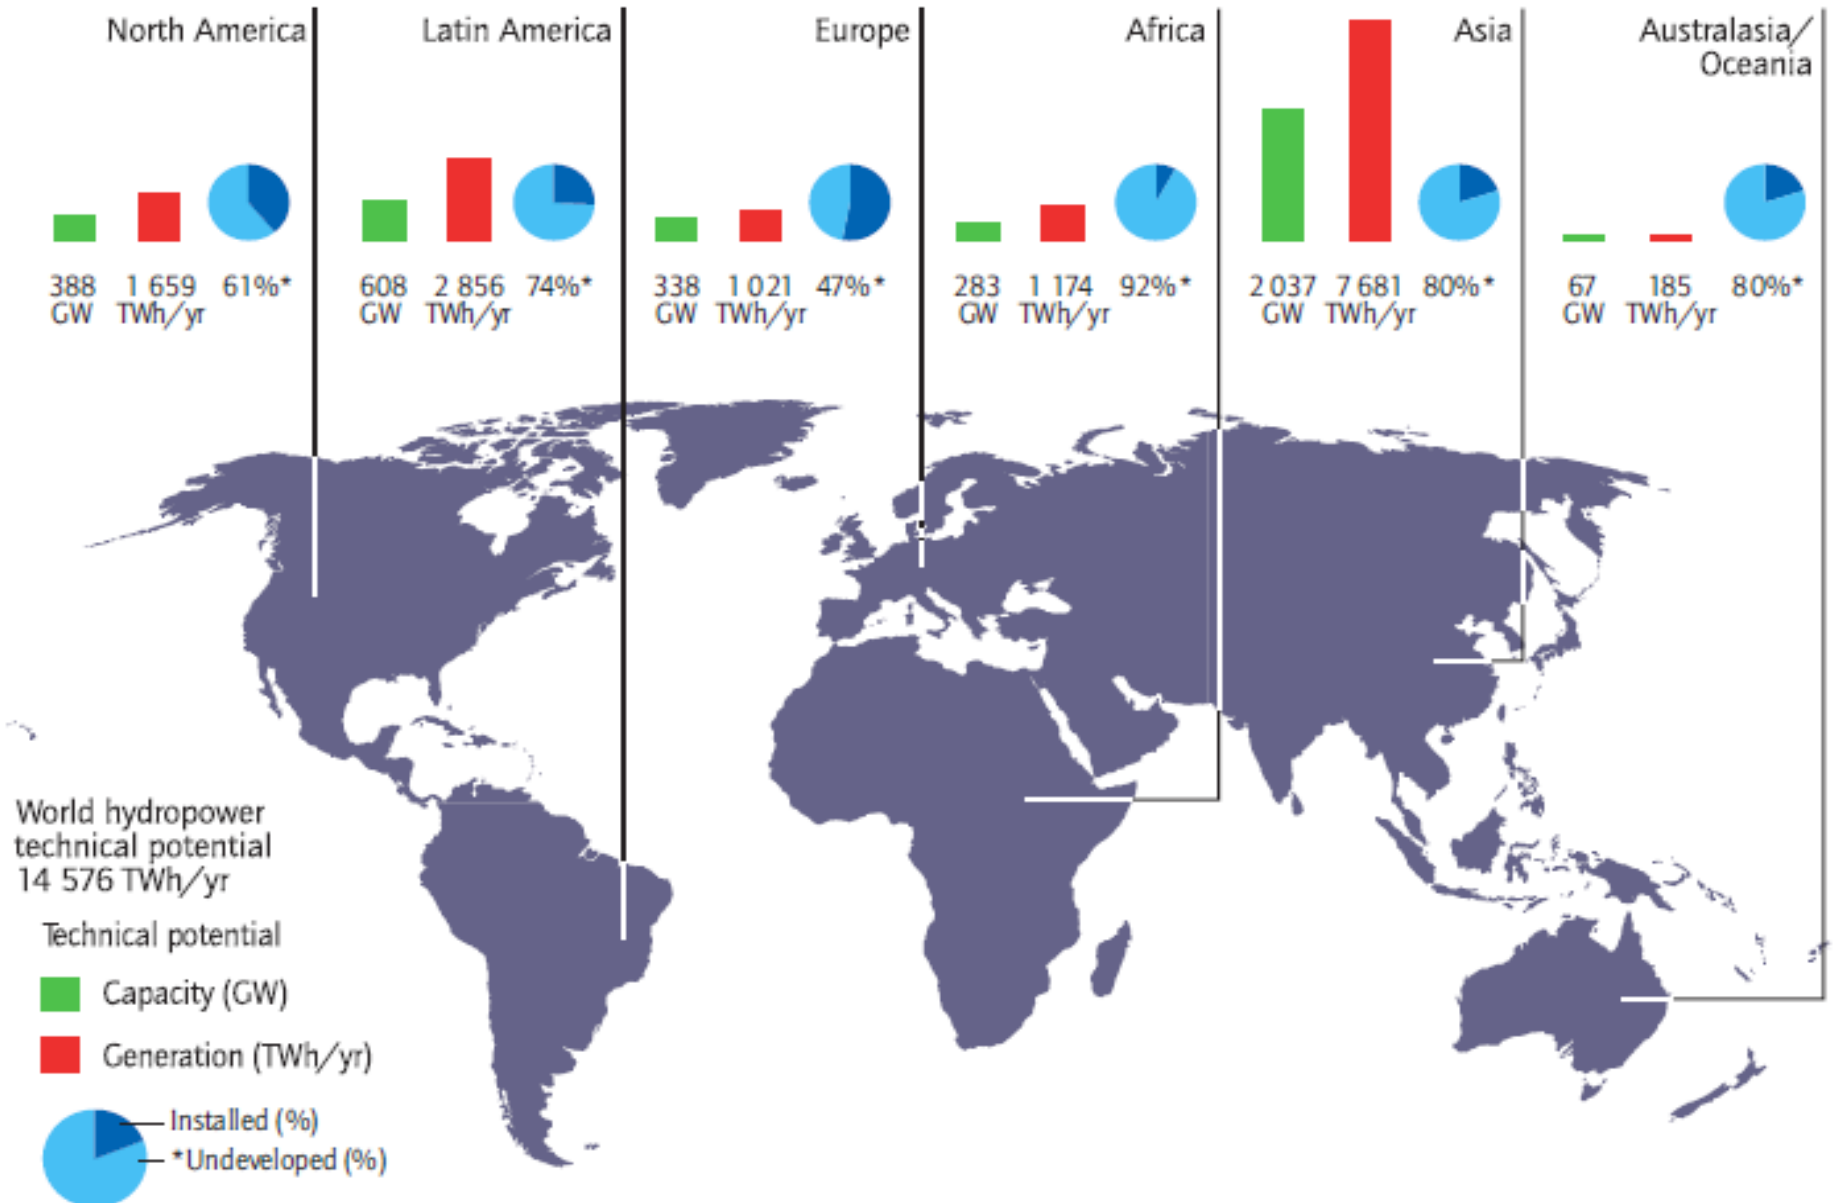 North America
388 1 659 61%*
GW TWh/yr
Latin America
608 2 856 74%*
GW TWh/yr
Europe
338 1 021 47%*
GW TWh/yr
Africa
283 1 174 92%*
GW TWh/yr
Asia
2 037 7 681 80%*
GW TWh/yr
Australasia/
Oceania
67 185 80%*
GW TWh/yr
World hydropower
technical potential
14 576 TWh/yr
Technical potential
Capacity (GW)
Generation (TWh/yr)
Installed (%)
*Undeveloped (%)